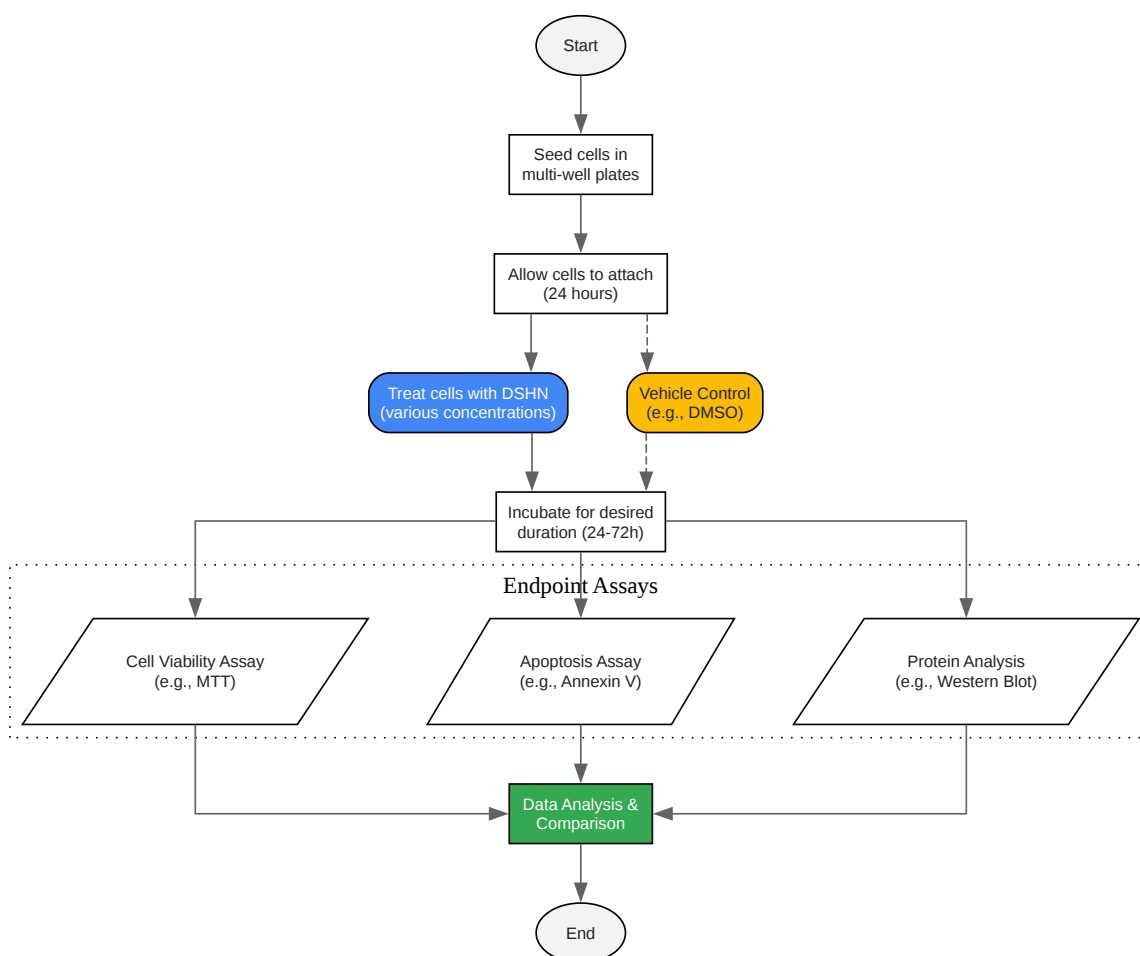 Start
Seed cells in
multi-well plates
Allow cells to attach
(24 hours)
Treat cells with DSHN
(various concentrations)
Vehicle Control
(e.g., DMSO)
Incubate for desired
duration (24-72h)
Endpoint Assays
Cell Viability Assay
(e.g., MTT)
Apoptosis Assay
(e.g., Annexin V)
Protein Analysis
(e.g., Western Blot)
Data Analysis &
Comparison
End